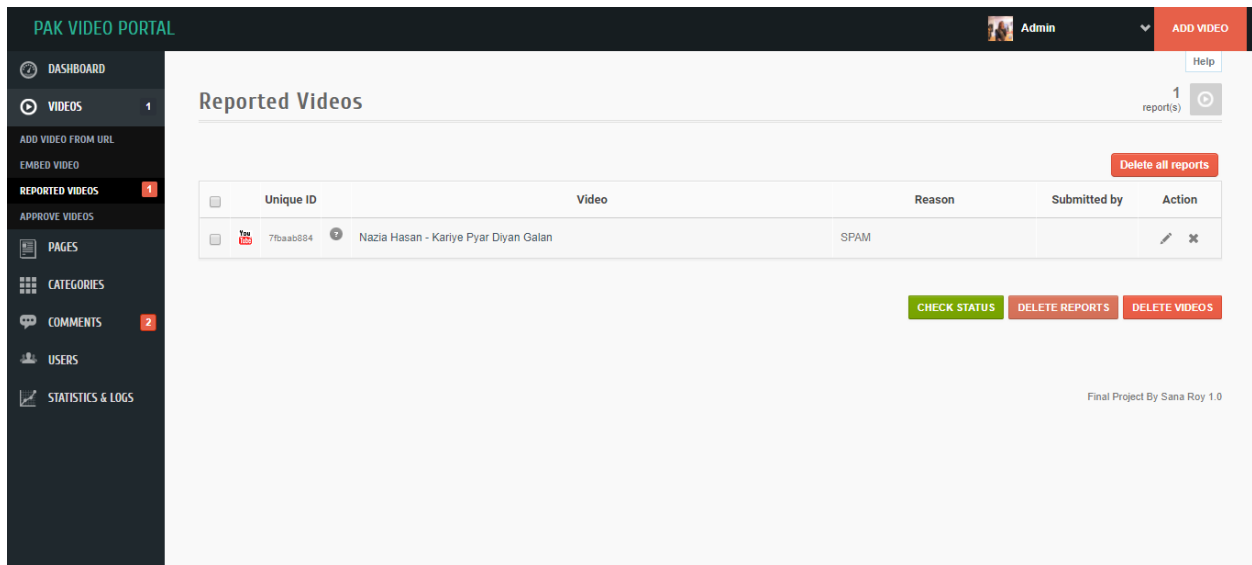 PAK VIDEO PORTAL
Admin
ADD VIDEO
DASHBOARD
Help
VIDEOS 1
Reported Videos
1
report(s)
ADD VIDEO FROM URL
EMBED VIDEO
REPORTED VIDEOS 1
APPROVE VIDEOS
Delete all reports
Unique ID Video Reason Submitted by Action
You Tube 7fbaab884 ? Nazia Hasan - Kariye Pyar Diyan Galan SPAM
PAGES
CATEGORIES
COMMENTS 2
USERS
STATISTICS & LOGS
CHECK STATUS DELETE REPORTS DELETE VIDEOS
Final Project By Sana Roy 1.0